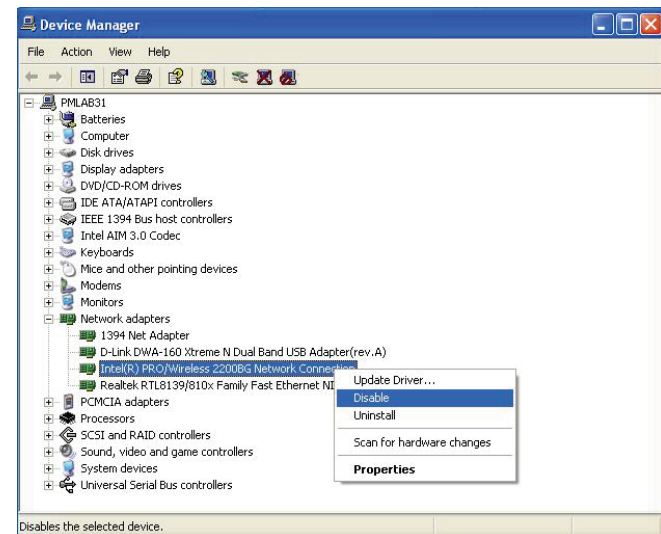 Device Manager
File Action View Help
PMLAB31
Batteries
Computer
Disk drives
Display adapters
DVD/CD-ROM drives
IDE ATA/ATAPI controllers
IEEE 1394 Bus host controllers
Intel AIM 3.0 Codec
Keyboards
Mice and other pointing devices
Modems
Monitors
Network adapters
1394 Net Adapter
D-Link DWA-160 Xtreme N Dual Band USB Adapter(rev.A)
Intel(R) PRO/Wireless 2200BG Network Connection
Realtek RTL8139/810x Family Fast Ethernet NI
PCMCIA adapters
Processors
SCSI and RAID controllers
Sound, video and game controllers
System devices
Universal Serial Bus controllers
Update Driver...
Disable
Uninstall
Scan for hardware changes
Properties
Disables the selected device.